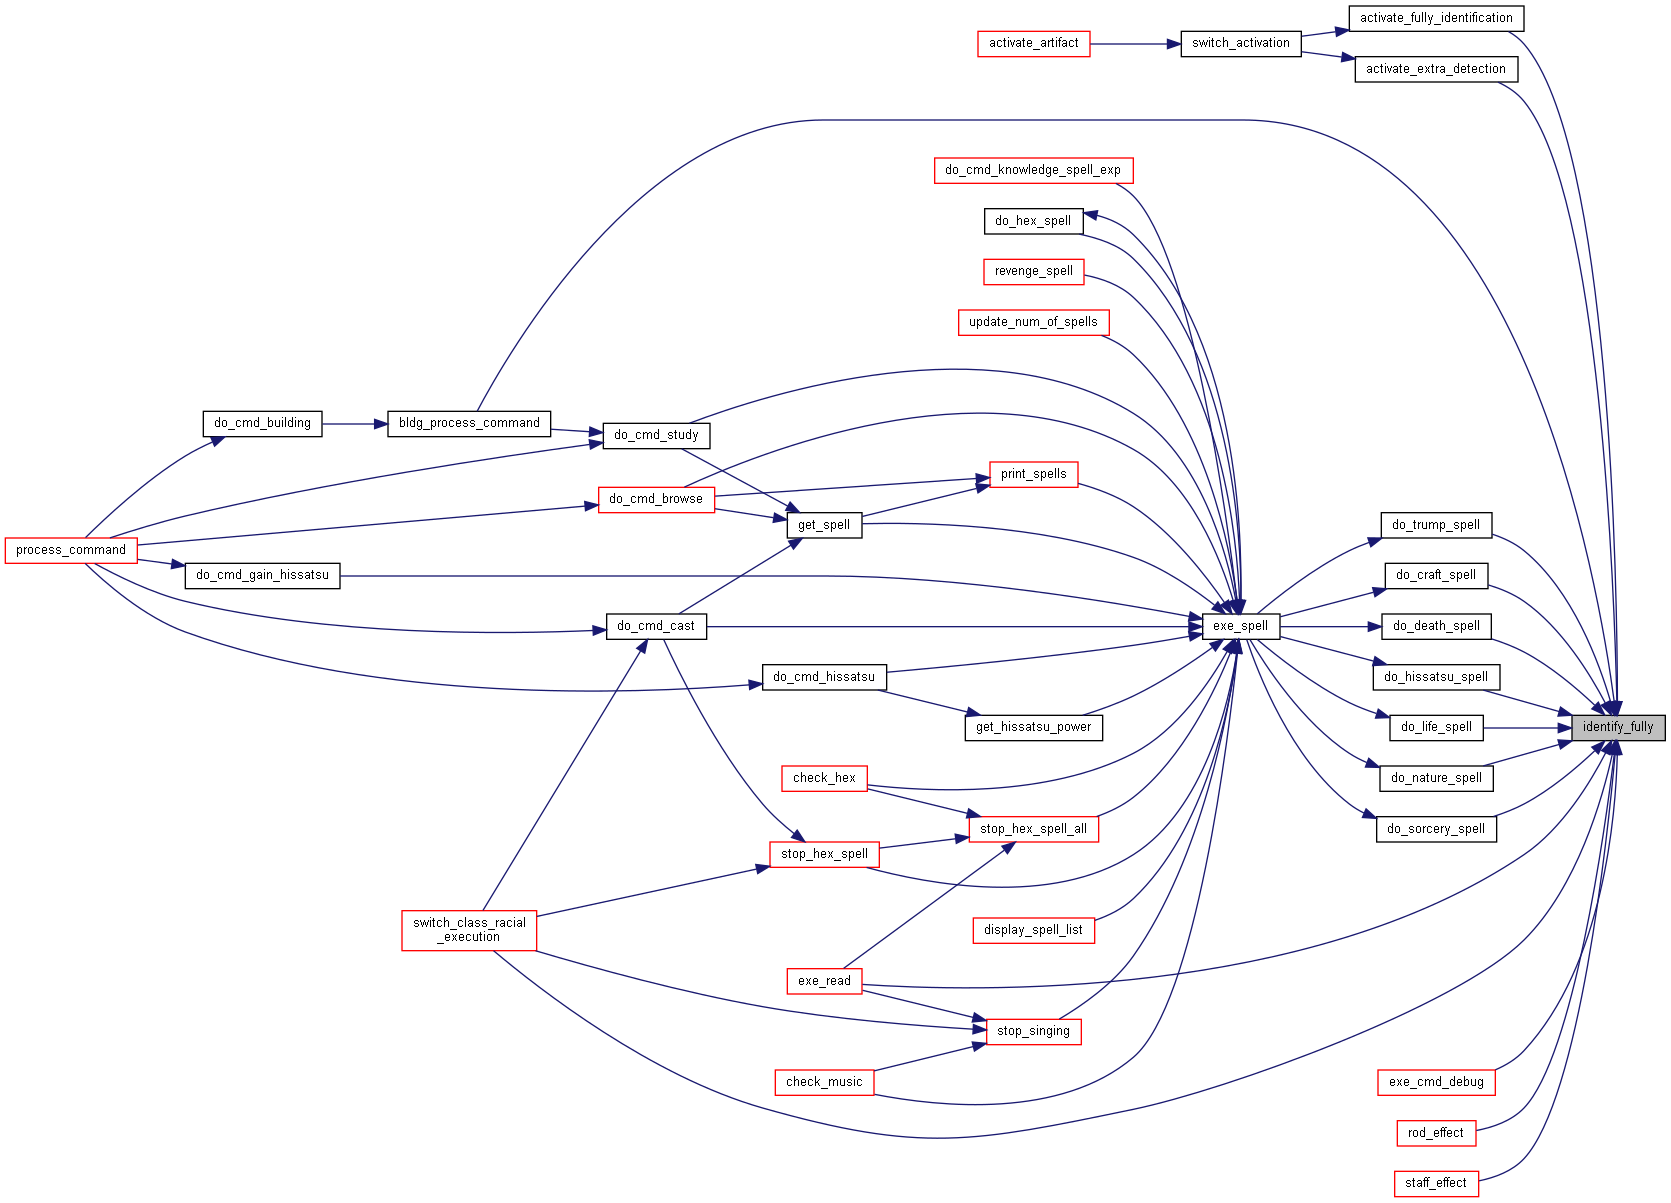 activate_fully_identification
activate_artifact
switch_activation
activate_extra_detection
do_cmd_knowledge_spell_exp
do_hex_spell
revenge_spell
update_num_of_spells
do_cmd_building
bldg_process_command
do_cmd_study
print_spells
do_cmd_browse
get_spell
do_trump_spell
process_command
do_cmd_gain_hissatsu
do_craft_spell
do_cmd_cast
exe_spell
do_death_spell
do_cmd_hissatsu
do_hissatsu_spell
get_hissatsu_power
do_life_spell
identify_fully
check_hex
do_nature_spell
stop_hex_spell_all
do_sorcery_spell
stop_hex_spell
switch_class_racial
_execution
display_spell_list
exe_read
stop_singing
check_music
exe_cmd_debug
rod_effect
staff_effect